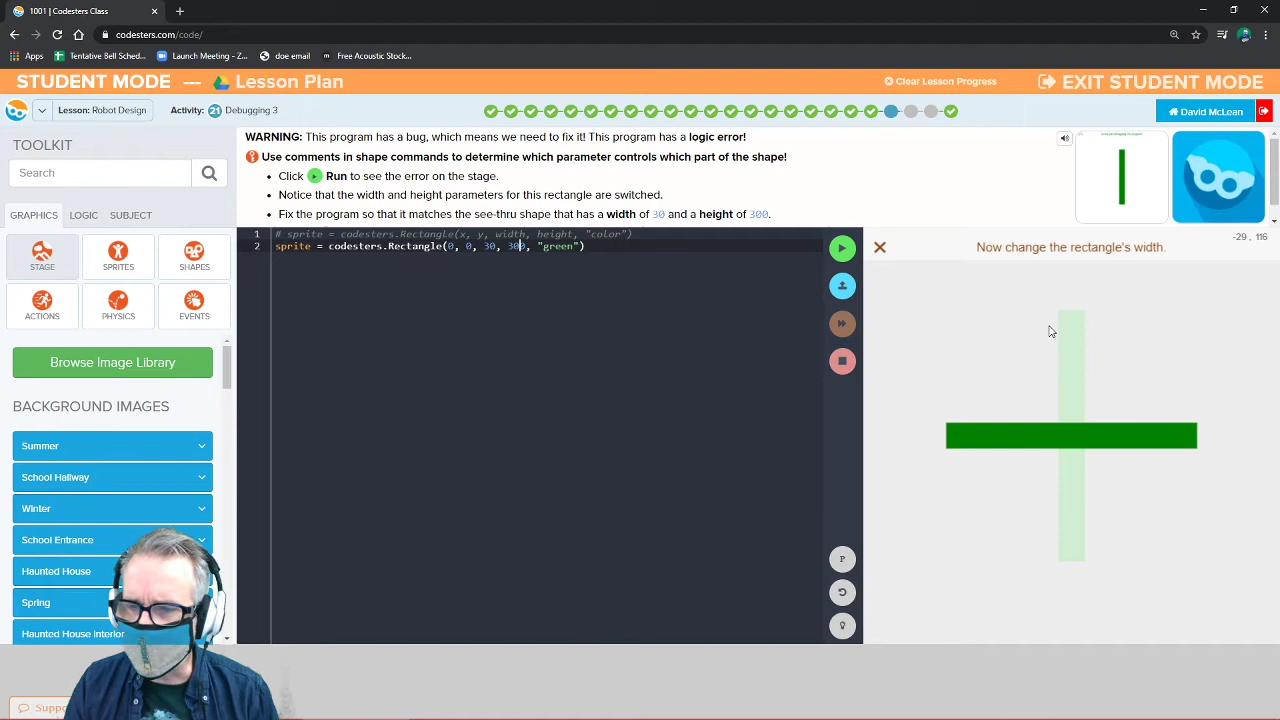 1001 | Codesters Class
codesters.com/code/
Apps
Tentative Bell Sched...
Launch Meeting - Z...
doe email
Free Acoustic Stock...
STUDENT MODE --- Lesson Plan
Clear Lesson Progress
EXIT STUDENT MODE
Lesson: Robot Design
Activity: 21 Debugging 3
David McLean
TOOLKIT
Search
GRAPHICS LOGIC SUBJECT
STAGE SPRITES SHAPES
ACTIONS PHYSICS EVENTS
Browse Image Library
BACKGROUND IMAGES
Summer
School Hallway
Winter
School Entrance
Haunted House
Spring
Haunted House Interior
Suppo
WARNING: This program has a bug, which means we need to fix it! This program has a logic error!
Use comments in shape commands to determine which parameter controls which part of the shape!
Click Run to see the error on the stage.
Notice that the width and height parameters for this rectangle are switched.
Fix the program so that it matches the see-thru shape that has a width of 30 and a height of 300.
1 # sprite = codesters.Rectangle(x, y, width, height, "color")
2 sprite = codesters.Rectangle(0, 0, 30, 300, "green")
P
-29, 116
Now change the rectangle's width.